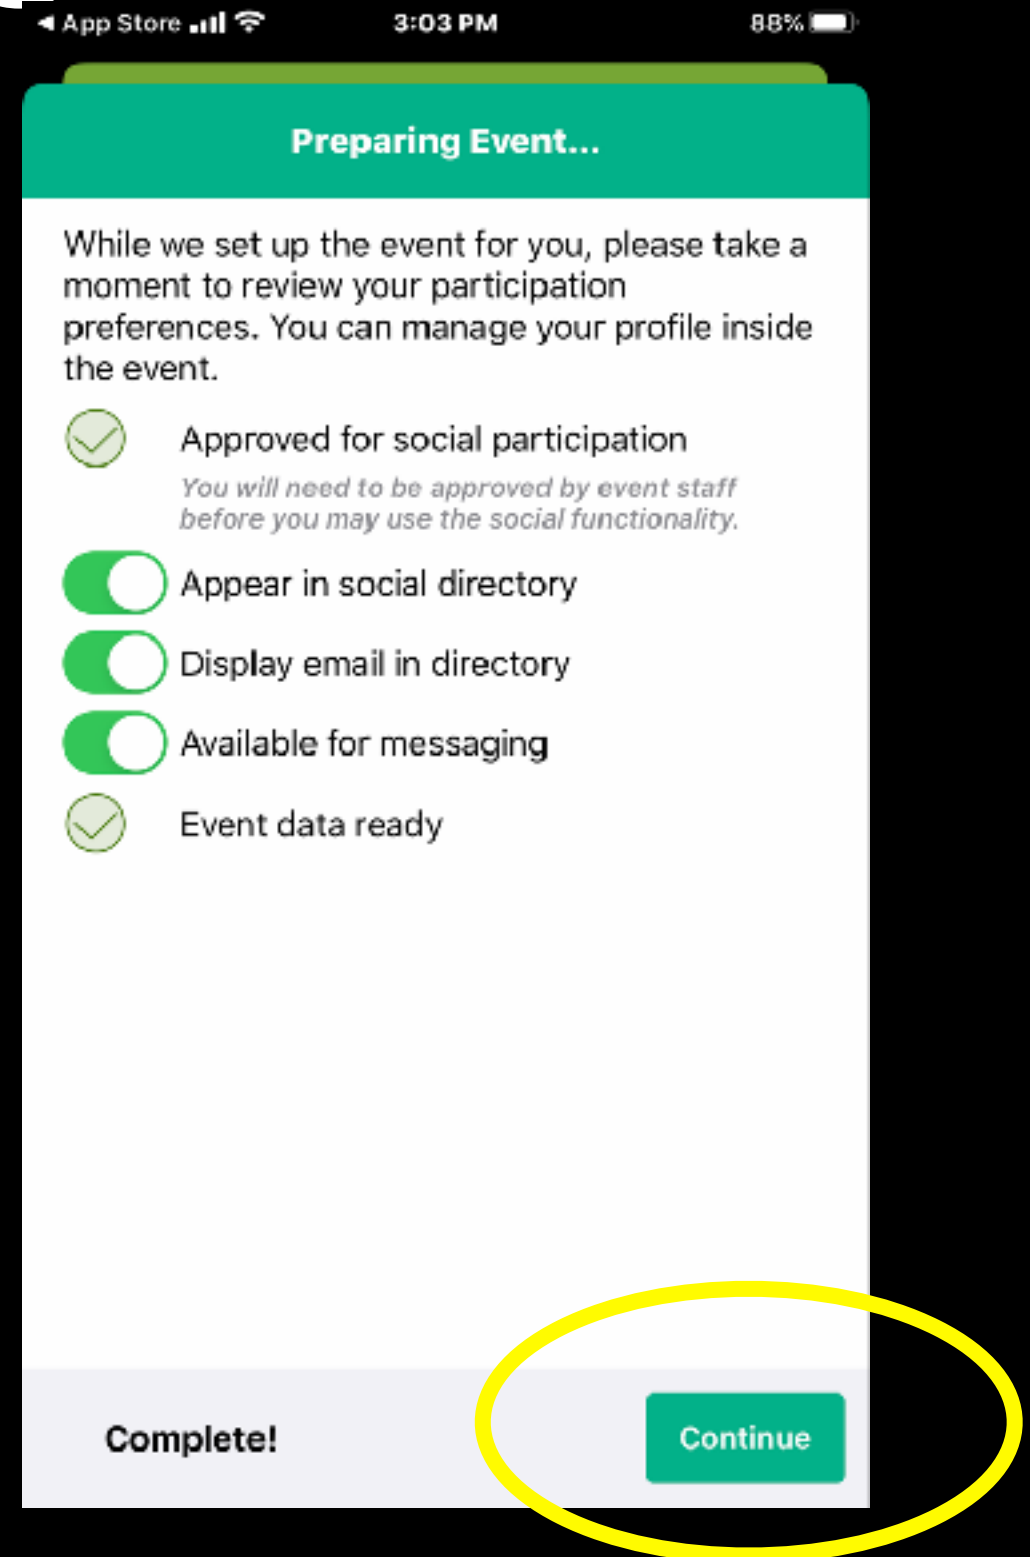 App Store 3:03 PM 88%
Preparing Event...
While we set up the event for you, please take a
moment to review your participation
preferences. You can manage your profile inside
the event.
Approved for social participation
You will need to be approved by event staff
before you may use the social functionality.
Appear in social directory
Display email in directory
Available for messaging
Event data ready
Complete! Continue